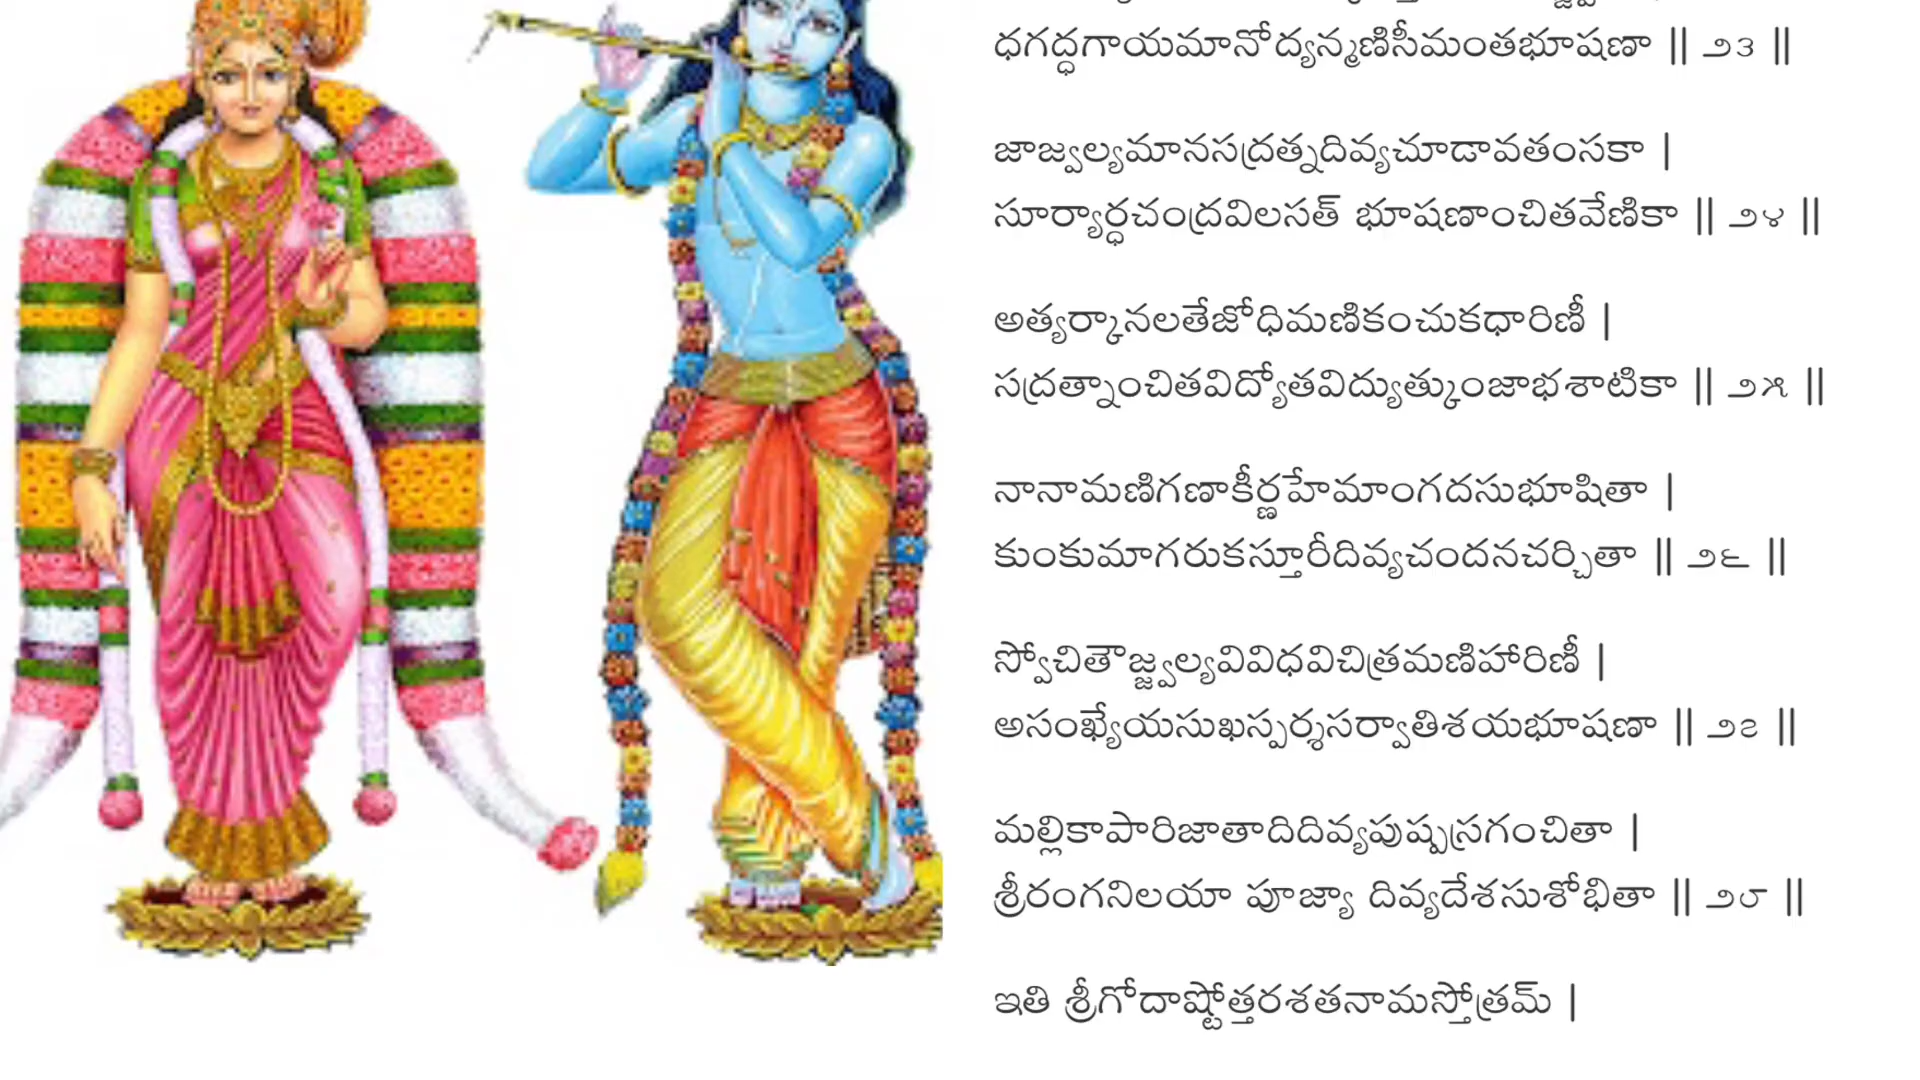 ధగద్ధగాయమానోద్యన్మణిసీమంతభూషణా || ౨౩ ||
జాజ్వల్యమానసద్రత్నదివ్యచూడావతంసకా |
సూర్యార్ధచంద్రవిలసత్ భూషణాంచితవేణికా || ౨౪ ||
అత్యర్కానలతేజోధిమణికంచుకధారిణీ |
సద్రత్నాంచితవిద్యోతవిద్యుత్కుంజాభశాటికా || ౨౫ ||
నానామణిగణాకీర్ణహేమాంగదసుభూషితా |
కుంకుమాగరుకస్తూరీదివ్యచందనచర్చితా || ౨౬ ||
స్వోచితౌజ్జ్వల్యవివిధవిచిత్రమణిహారిణీ |
అసంఖ్యేయసుఖస్పర్శసర్వాతిశయభూషణా || ౨౭ ||
మల్లికాపారిజాతాదిదివ్యపుష్పస్రగంచితా |
శ్రీరంగనిలయా పూజ్యా దివ్యదేశసుశోభితా || ౨౮ ||
ఇతి శ్రీగోదాష్టోత్తరశతనామస్తోత్రమ్ |